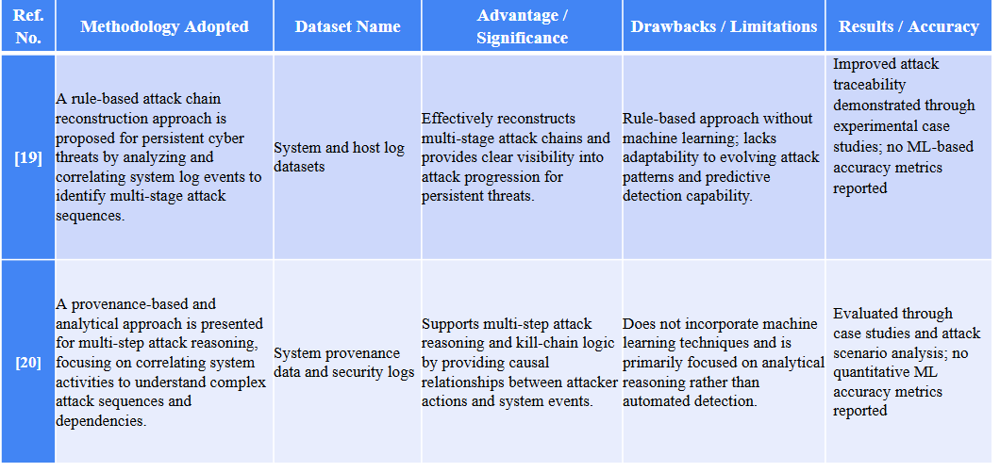 Ref.
No.
Methodology Adopted
Dataset Name
Advantage /
Significance
Drawbacks / Limitations
Results / Accuracy
[19]
A rule-based attack chain
reconstruction approach is
proposed for persistent cyber
threats by analyzing and
correlating system log events to
identify multi-stage attack
sequences.
System and host log
datasets
Effectively reconstructs
multi-stage attack chains and
provides clear visibility into
attack progression for
persistent threats.
Rule-based approach without
machine learning; lacks
adaptability to evolving attack
patterns and predictive
detection capability.
Improved attack
traceability
demonstrated through
experimental case
studies; no ML-based
accuracy metrics
reported
[20]
A provenance-based and
analytical approach is presented
for multi-step attack reasoning,
focusing on correlating system
activities to understand complex
attack sequences and
dependencies.
System provenance
data and security logs
Supports multi-step attack
reasoning and kill-chain logic
by providing causal
relationships between attacker
actions and system events.
Does not incorporate machine
learning techniques and is
primarily focused on analytical
reasoning rather than
automated detection.
Evaluated through
case studies and attack
scenario analysis; no
quantitative ML
accuracy metrics
reported